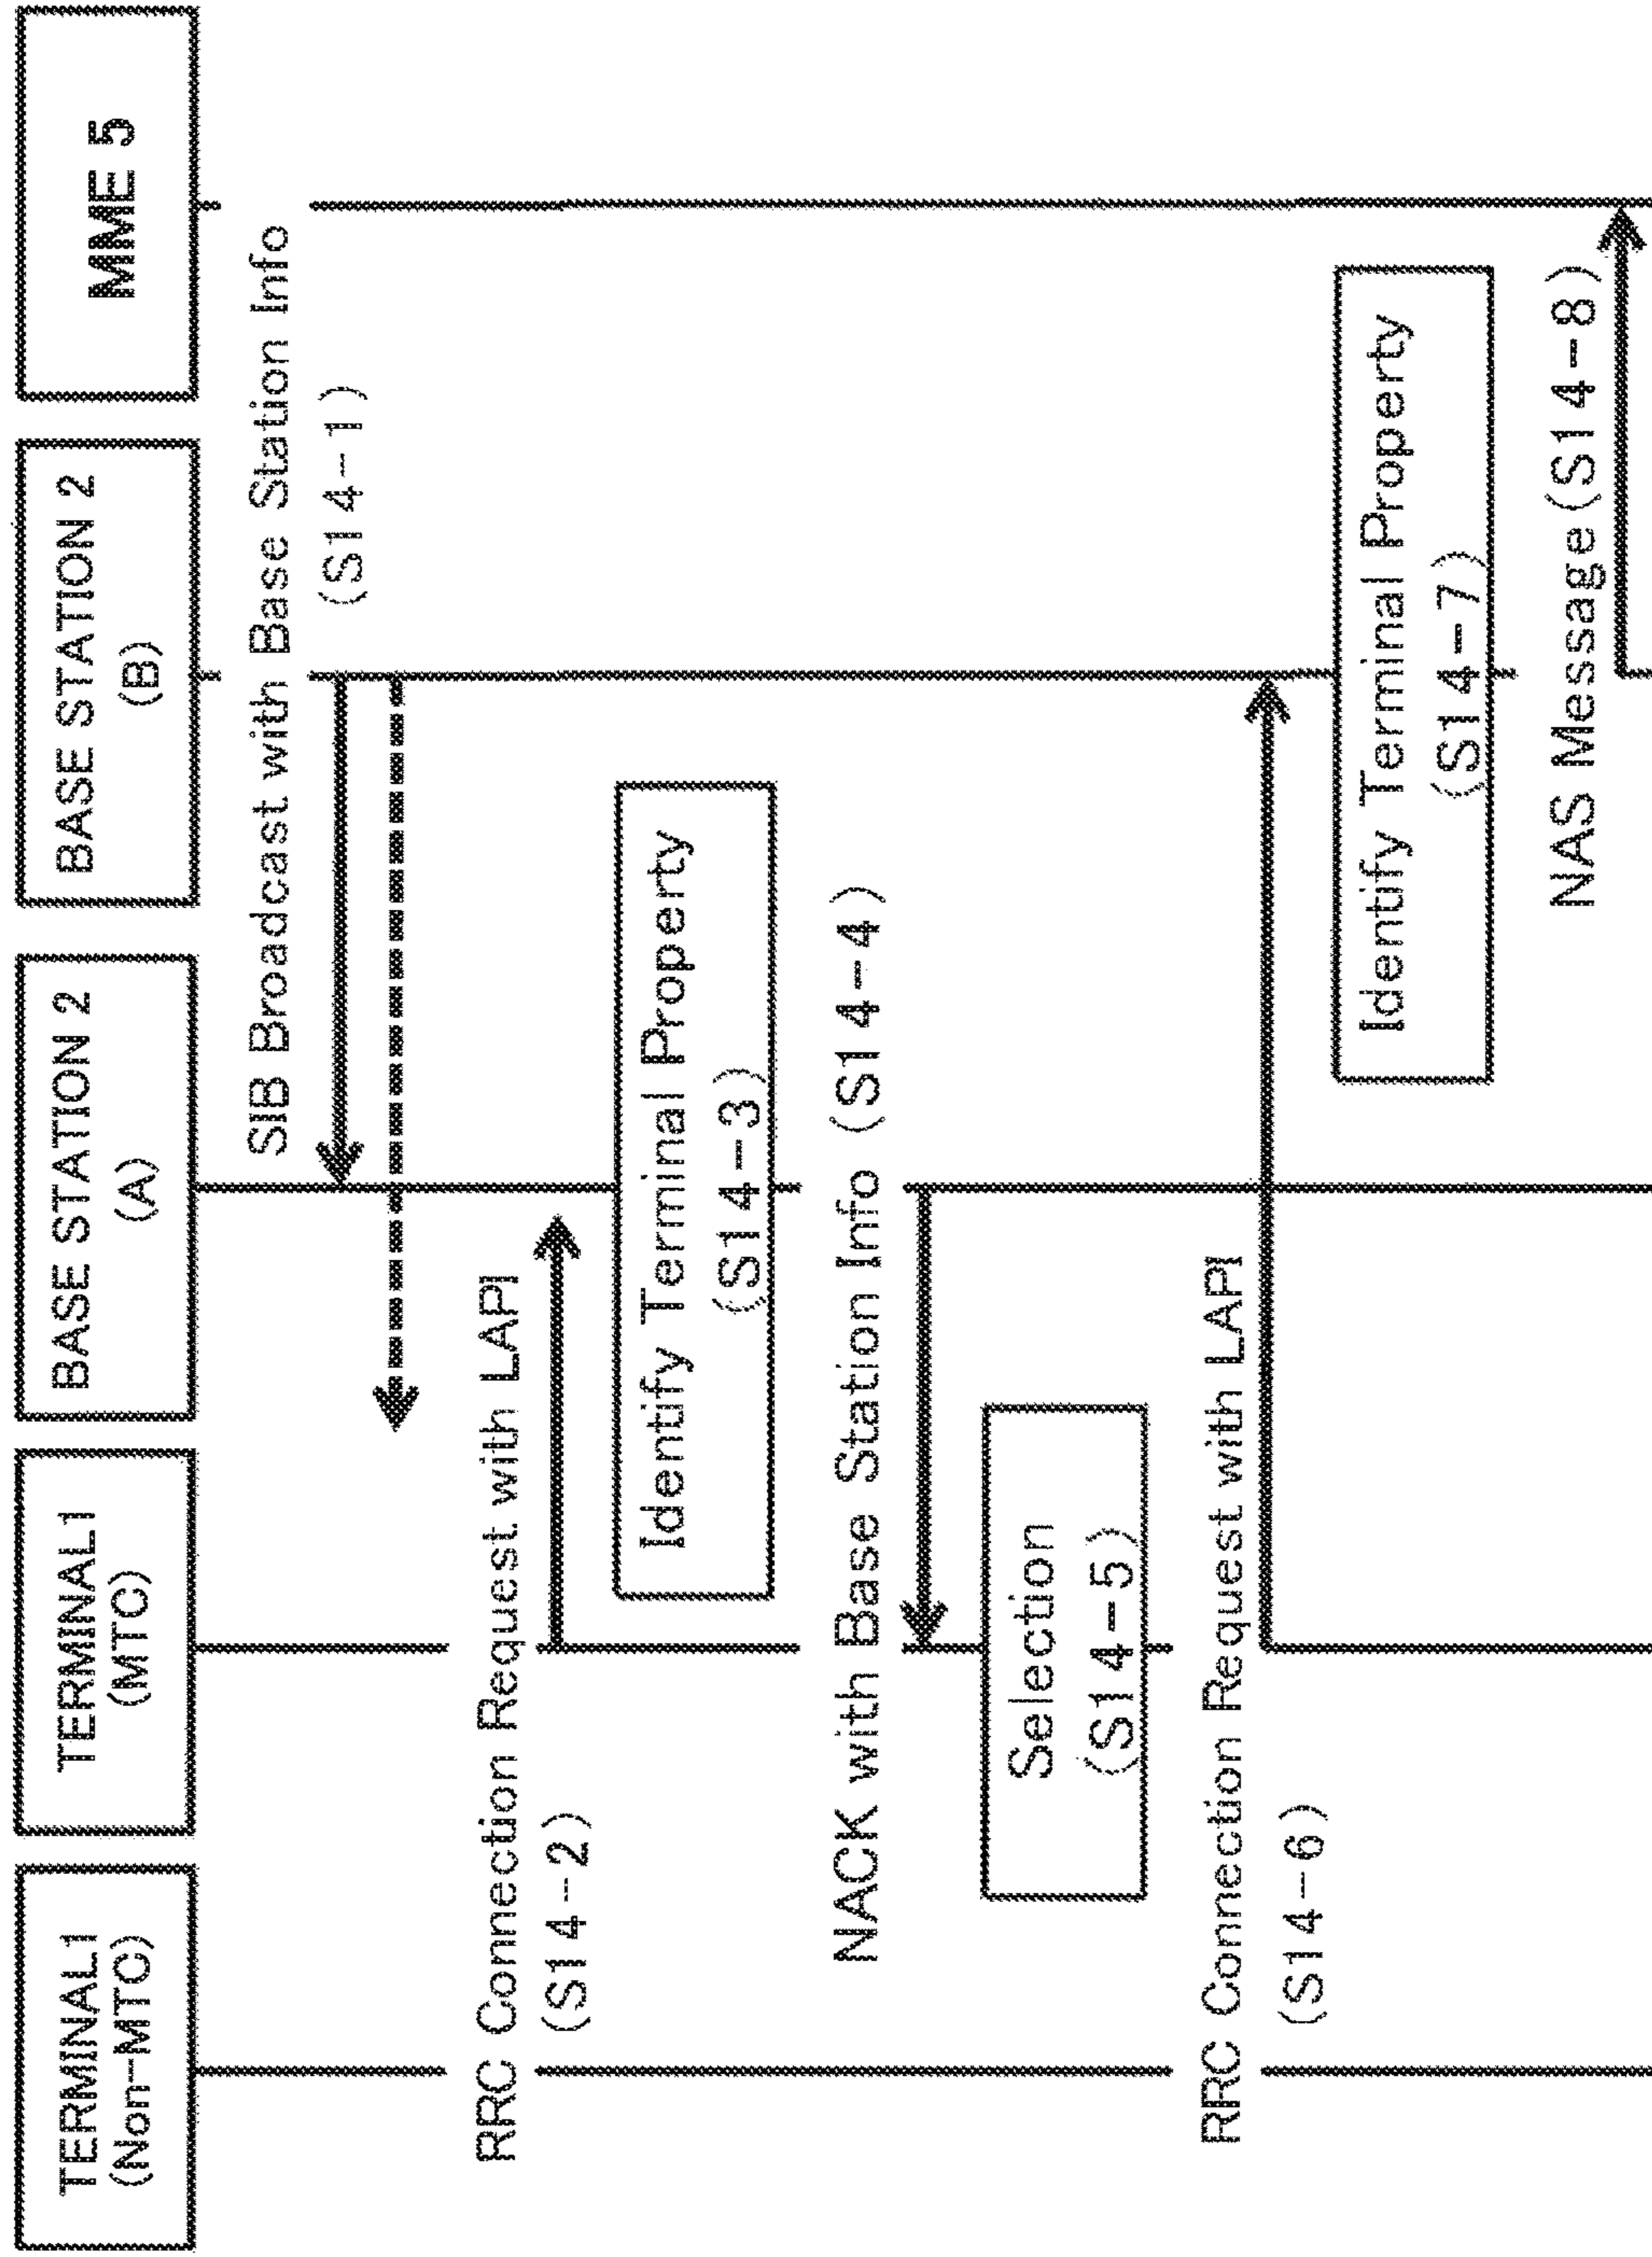 TERMINAL1
(Non-MTC)
TERMINAL1
(MTC)
BASE STATION 2
(A)
BASE STATION 2
(B)
MME 5
SIB Broadcast with Base Station Info
(S14-1)
RRC Connection Request with LAPI
(S14-2)
Identify Terminal Property
(S14-3)
NACK with Base Station Info (S14-4)
Selection
(S14-5)
RRC Connection Request with LAPI
(S14-6)
Identify Terminal Property
(S14-7)
NAS Message(S14-8)